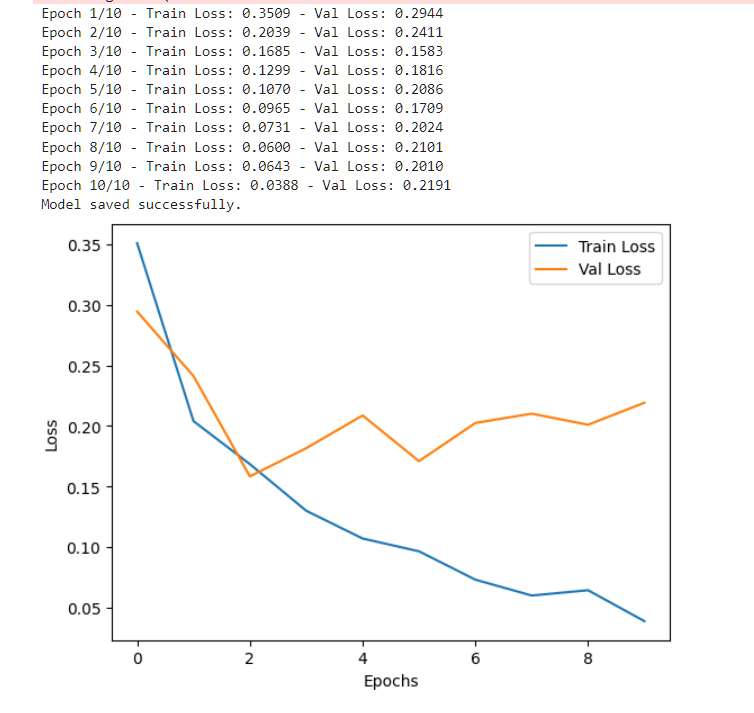 Epoch 1/10 - Train Loss: 0.3509 - Val Loss: 0.2944
Epoch 2/10 - Train Loss: 0.2039 - Val Loss: 0.2411
Epoch 3/10 - Train Loss: 0.1685 - Val Loss: 0.1583
Epoch 4/10 - Train Loss: 0.1299 - Val Loss: 0.1816
Epoch 5/10 - Train Loss: 0.1070 - Val Loss: 0.2086
Epoch 6/10 - Train Loss: 0.0965 - Val Loss: 0.1709
Epoch 7/10 - Train Loss: 0.0731 - Val Loss: 0.2024
Epoch 8/10 - Train Loss: 0.0600 - Val Loss: 0.2101
Epoch 9/10 - Train Loss: 0.0643 - Val Loss: 0.2010
Epoch 10/10 - Train Loss: 0.0388 - Val Loss: 0.2191
Model saved successfully.
Train Loss
Val Loss
0.35
0.30
0.25
0.20
0.15
0.10
0.05
Loss
0 2 4 6 8
Epochs